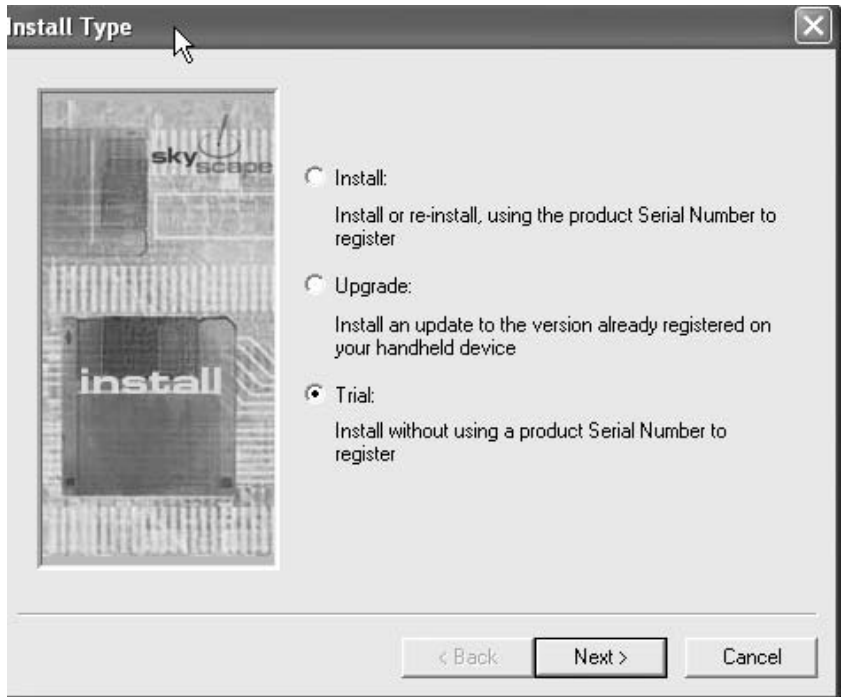 Install Type
sky
scape
install
Install:
Install or re-install, using the product Serial Number to
register
Upgrade:
Install an update to the version already registered on
your handheld device
Trial:
Install without using a product Serial Number to
register
< Back
Next >
Cancel